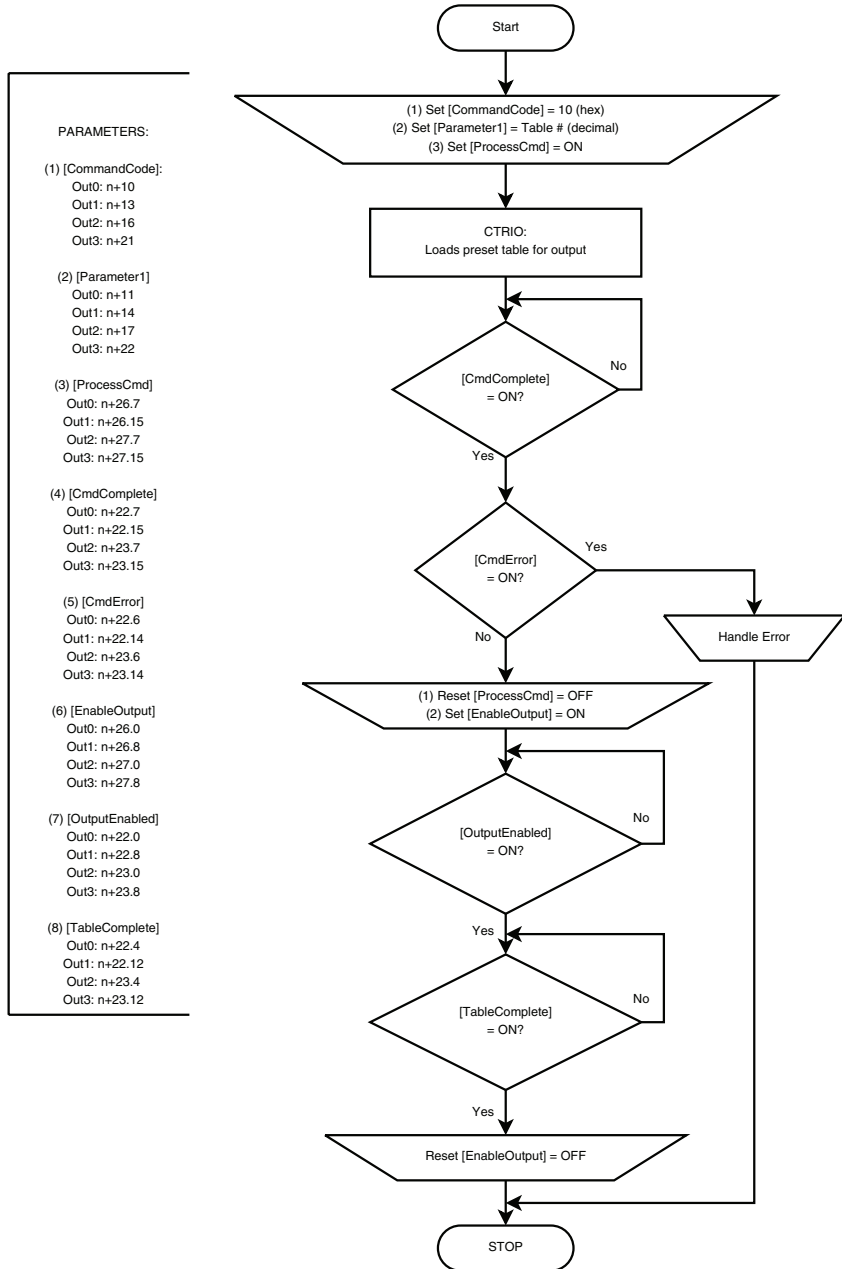 Start
(1) Set [CommandCode] = 10 (hex)
(2) Set [Parameter1] = Table # (decimal)
(3) Set [ProcessCmd] = ON
CTRIO:
Loads preset table for output
[CmdComplete]
= ON?
No
Yes
[CmdError]
= ON?
Yes
No
Handle Error
(1) Reset [ProcessCmd] = OFF
(2) Set [EnableOutput] = ON
[OutputEnabled]
= ON?
No
Yes
[TableComplete]
= ON?
No
Yes
Reset [EnableOutput] = OFF
STOP
PARAMETERS:
(1) [CommandCode]:
Out0: n+10
Out1: n+13
Out2: n+16
Out3: n+21
(2) [Parameter1]
Out0: n+11
Out1: n+14
Out2: n+17
Out3: n+22
(3) [ProcessCmd]
Out0: n+26.7
Out1: n+26.15
Out2: n+27.7
Out3: n+27.15
(4) [CmdComplete]
Out0: n+22.7
Out1: n+22.15
Out2: n+23.7
Out3: n+23.15
(5) [CmdError]
Out0: n+22.6
Out1: n+22.14
Out2: n+23.6
Out3: n+23.14
(6) [EnableOutput]
Out0: n+26.0
Out1: n+26.8
Out2: n+27.0
Out3: n+27.8
(7) [OutputEnabled]
Out0: n+22.0
Out1: n+22.8
Out2: n+23.0
Out3: n+23.8
(8) [TableComplete]
Out0: n+22.4
Out1: n+22.12
Out2: n+23.4
Out3: n+23.12